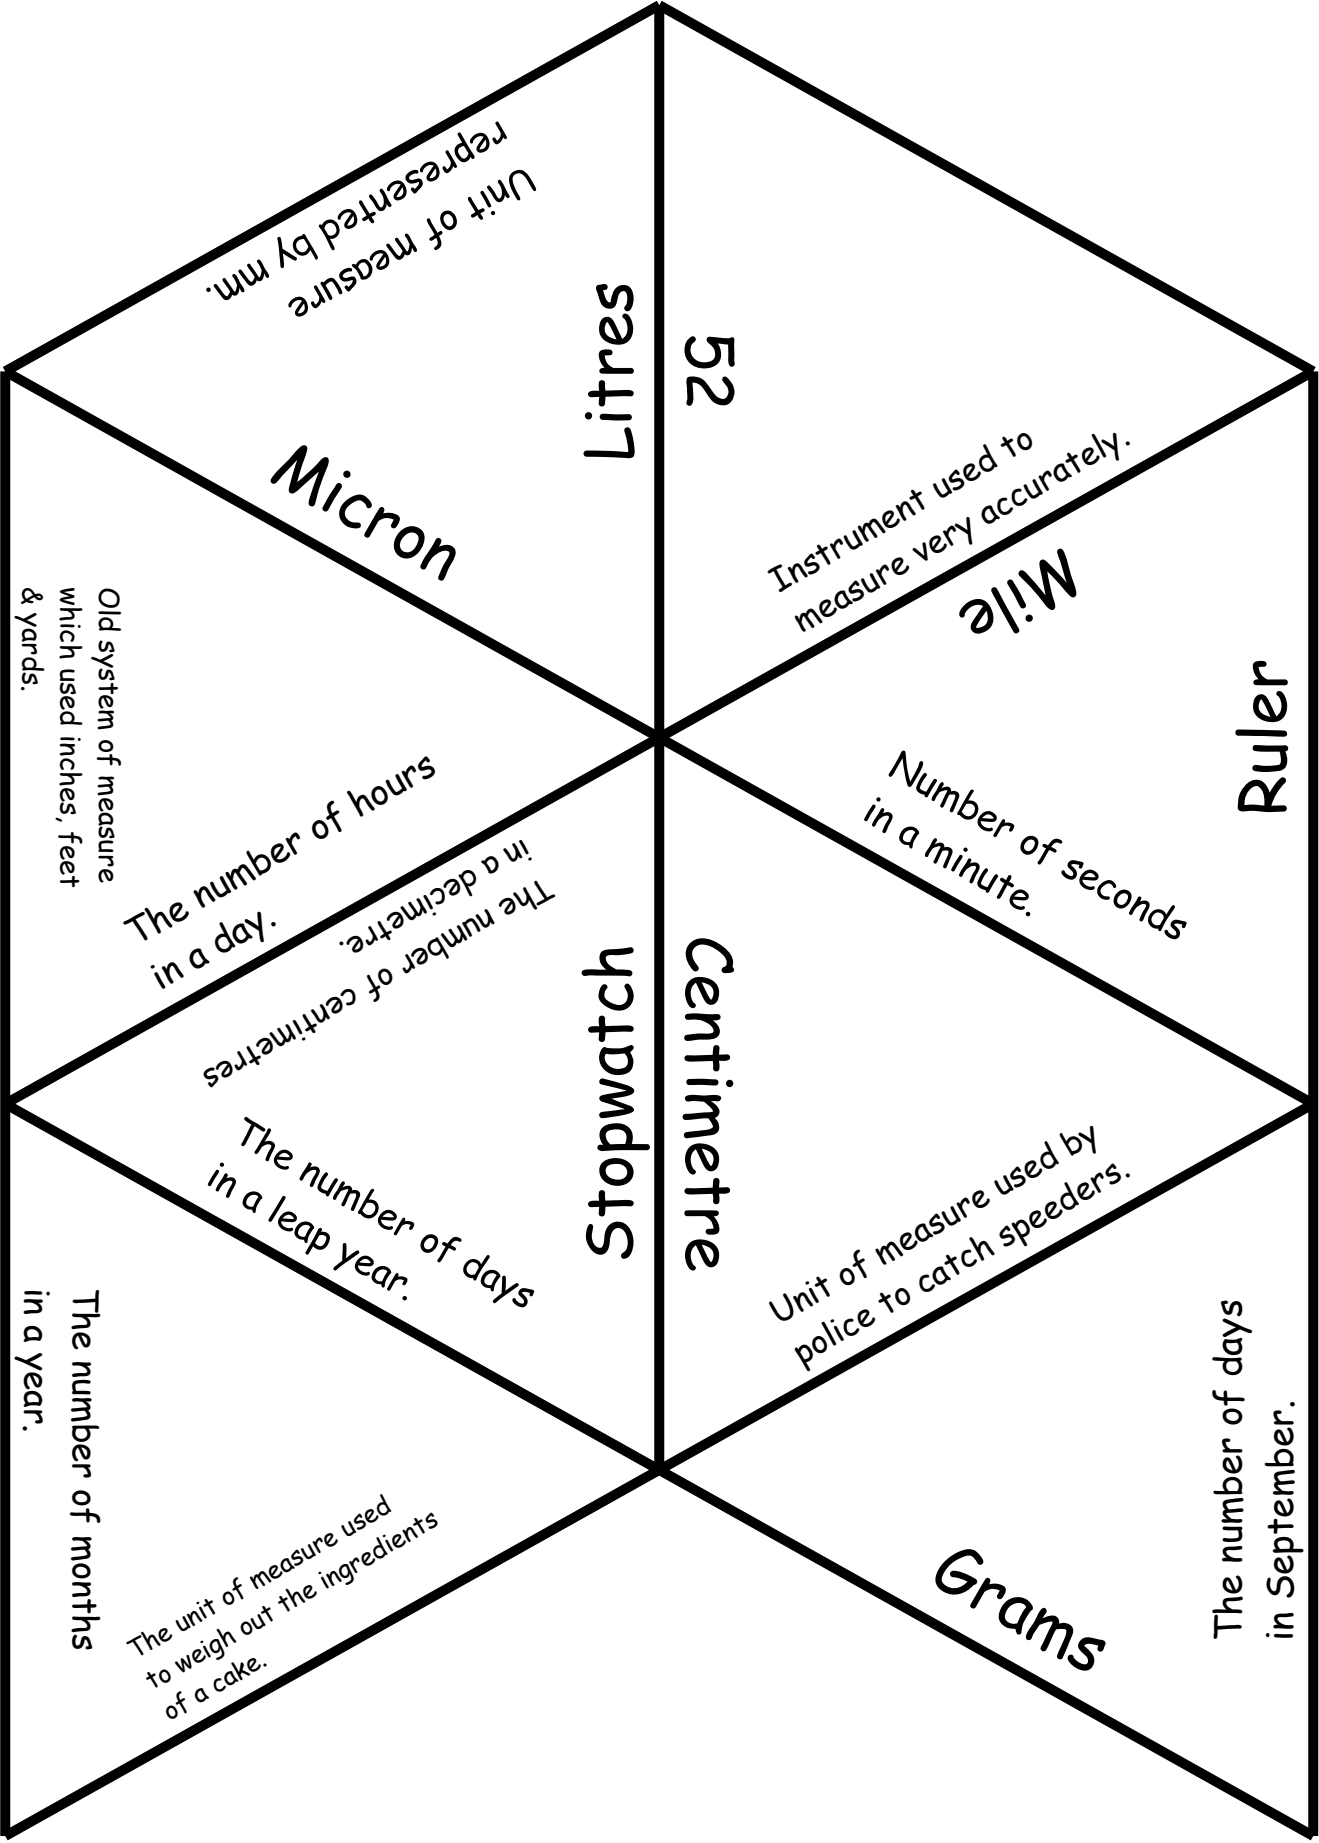 Unit of measure
represented by mm.
Litres
52
Micron
Instrument used to
measure very accurately.
Mile
Old system of measure
which used inches, feet
& yards.
Ruler
The number of hours
in a day.
Number of seconds
in a minute.
The number of centimetres
in a decimetre.
Stopwatch
Centimetre
The number of days
in a leap year.
Unit of measure used by
police to catch speeders.
The number of months
in a year.
The number of days
in September.
The unit of measure used
to weigh out the ingredients
of a cake.
Grams